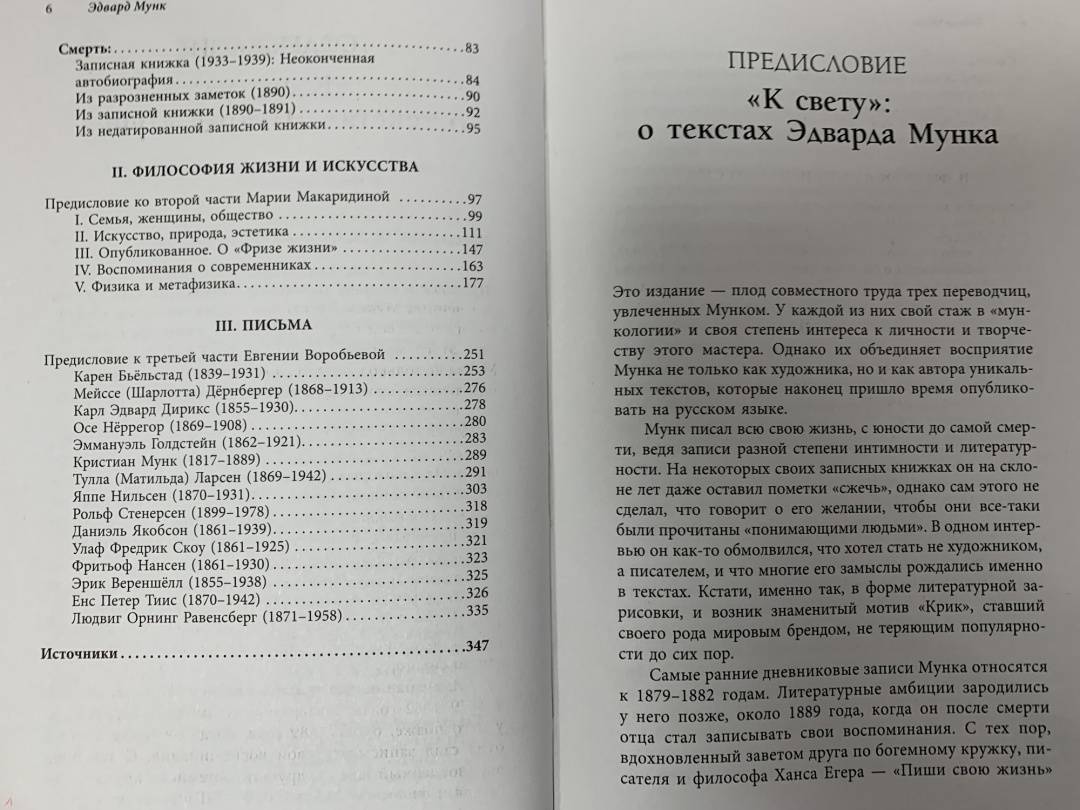 6 Эдвард Мунк
Смерть: 83
Записная книжка (1933–1939): Неоконченная
автобиография 84
Из разрозненных заметок (1890) 90
Из записной книжки (1890–1891) 92
Из недатированной записной книжки 95
II. ФИЛОСОФИЯ ЖИЗНИ И ИСКУССТВА
Предисловие ко второй части Марии Макаридиной 97
I. Семья, женщины, общество 99
II. Искусство, природа, эстетика 111
III. Опубликованное. О «Фризе жизни» 147
IV. Воспоминания о современниках 163
V. Физика и метафизика 177
III. ПИСЬМА
Предисловие к третьей части Евгении Воробьевой 251
Карен Бьёльстад (1839–1931) 253
Мейссе (Шарлотта) Дёрнбергер (1868–1913) 276
Карл Эдвард Дирикс (1855–1930) 278
Осе Нёррегор (1869–1908) 280
Эммануэль Голдстейн (1862–1921) 283
Кристиан Мунк (1817–1889) 289
Тулла (Матильда) Ларсен (1869–1942) 291
Яппе Нильсен (1870–1931) 303
Рольф Стенерсен (1899–1978) 318
Даниэль Якобсон (1861–1939) 319
Улаф Фредрик Скоу (1861–1925) 321
Фритьоф Нансен (1861–1930) 323
Эрик Вереншёлл (1855–1938) 325
Енс Петер Тиис (1870–1942) 326
Людвиг Орнинг Равенсберг (1871–1958) 335
Источники 347
ПРЕДИСЛОВИЕ
«К свету»:
о текстах Эдварда Мунка
Это издание — плод совместного труда трех переводчиц,
увлеченных Мунком. У каждой из них свой стаж в «мун-
кологии» и своя степень интереса к личности и творче-
ству этого мастера. Однако их объединяет восприятие
Мунка не только как художника, но и как автора уникаль-
ных текстов, которые наконец пришло время опублико-
вать на русском языке.
Мунк писал всю свою жизнь, с юности до самой смер-
ти, ведя записи разной степени интимности и литератур-
ности. На некоторых своих записных книжках он на скло-
не лет даже оставил пометки «сжечь», однако сам этого не
сделал, что говорит о его желании, чтобы они все-таки
были прочитаны «понимающими людьми». В одном интер-
вью он как-то обмолвился, что хотел стать не художником,
а писателем, и что многие его замыслы рождались именно
в текстах. Кстати, именно так, в форме литературной за-
рисовки, и возник знаменитый мотив «Крик», ставший
своего рода мировым брендом, не теряющим популярно-
сти до сих пор.
Самые ранние дневниковые записи Мунка относятся
к 1879–1882 годам. Литературные амбиции зародились
у него позже, около 1889 года, когда он после смерти
отца стал записывать свои воспоминания. С тех пор,
вдохновленный заветом друга по богемному кружку, пи-
сателя и философа Ханса Егера — «Пиши свою жизнь»